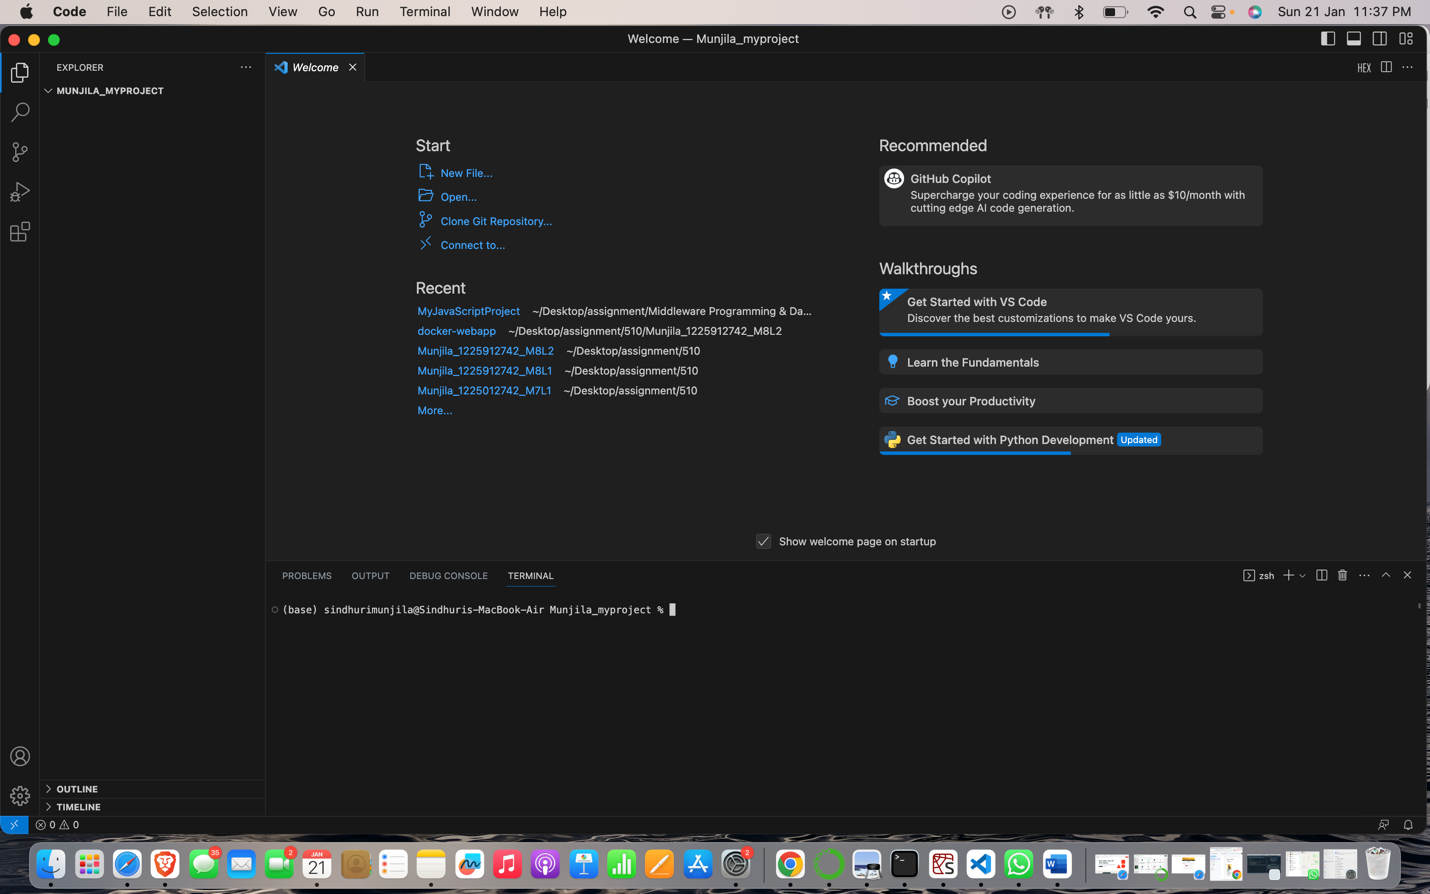 Code File Edit Selection View Go Run Terminal Window Help Sun 21 Jan 11:37 PM
Welcome — Munjila_myproject
EXPLORER
MUNJILA_MYPROJECT
Welcome
HEX
Start
New File...
Open...
Clone Git Repository...
Connect to...
Recent
MyJavaScriptProject ~/Desktop/assignment/Middleware Programming & Da...
docker-webapp ~/Desktop/assignment/510/Munjila_1225912742_M8L2
Munjila_1225912742_M8L2 ~/Desktop/assignment/510
Munjila_1225912742_M8L1 ~/Desktop/assignment/510
Munjila_1225012742_M7L1 ~/Desktop/assignment/510
More...
Recommended
GitHub Copilot
Supercharge your coding experience for as little as $10/month with
cutting edge AI code generation.
Walkthroughs
Get Started with VS Code
Discover the best customizations to make VS Code yours.
Learn the Fundamentals
Boost your Productivity
Get Started with Python Development Updated
Show welcome page on startup
PROBLEMS OUTPUT DEBUG CONSOLE TERMINAL zsh
(base) sindhurimunjila@Sindhuris-MacBook-Air Munjila_myproject %
OUTLINE
TIMELINE
0 0
35
2
JAN
21
2